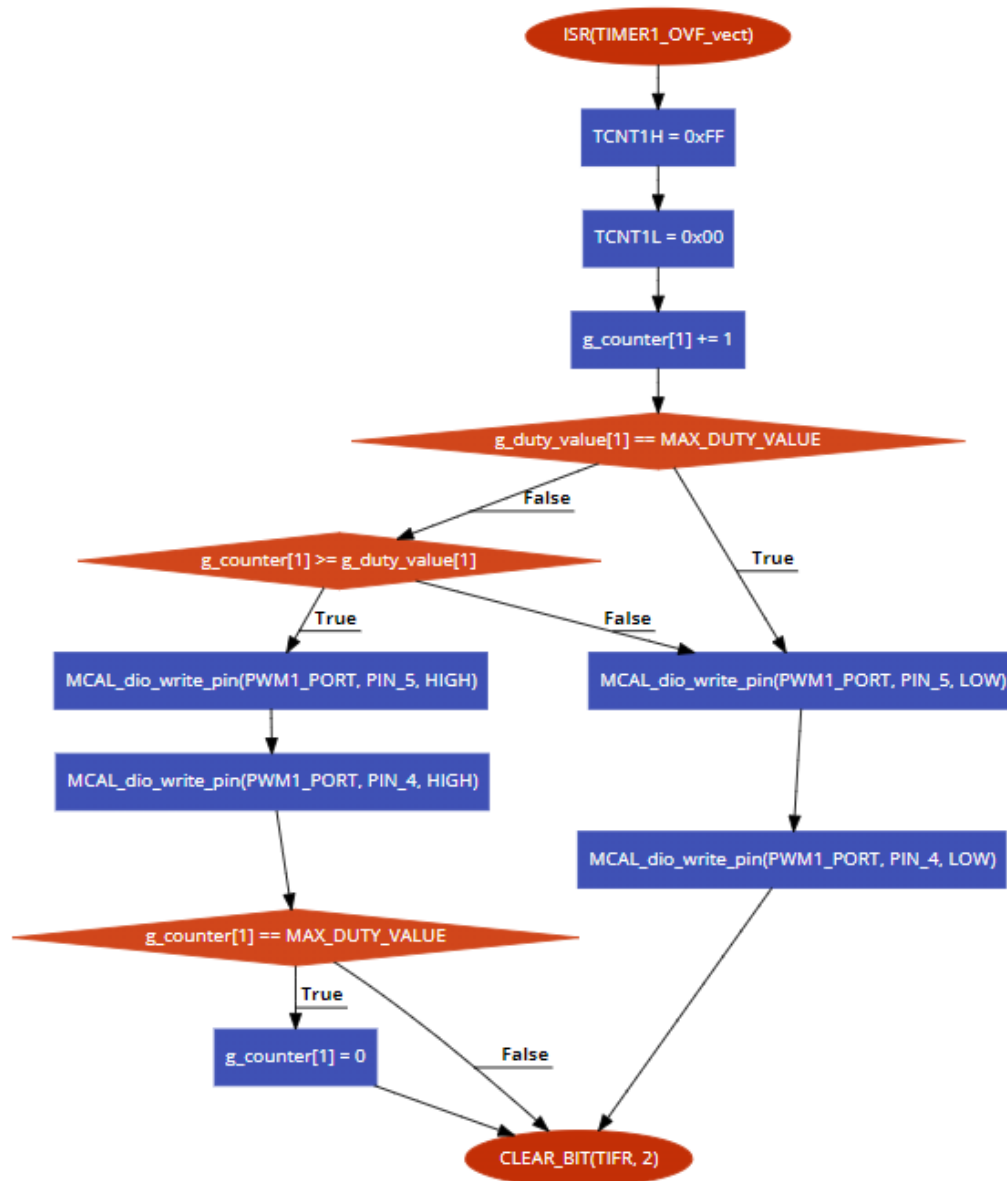 ISR(TIMER1_OVF_vect)
TCNT1H = 0xFF
TCNT1L = 0x00
g_counter[1] += 1
g_duty_value[1] == MAX_DUTY_VALUE
False
g_counter[1] >= g_duty_value[1]
True
True
False
MCAL_dio_write_pin(PWM1_PORT, PIN_5, HIGH)
MCAL_dio_write_pin(PWM1_PORT, PIN_5, LOW)
MCAL_dio_write_pin(PWM1_PORT, PIN_4, HIGH)
MCAL_dio_write_pin(PWM1_PORT, PIN_4, LOW)
g_counter[1] == MAX_DUTY_VALUE
True
g_counter[1] = 0
False
CLEAR_BIT(TIFR, 2)